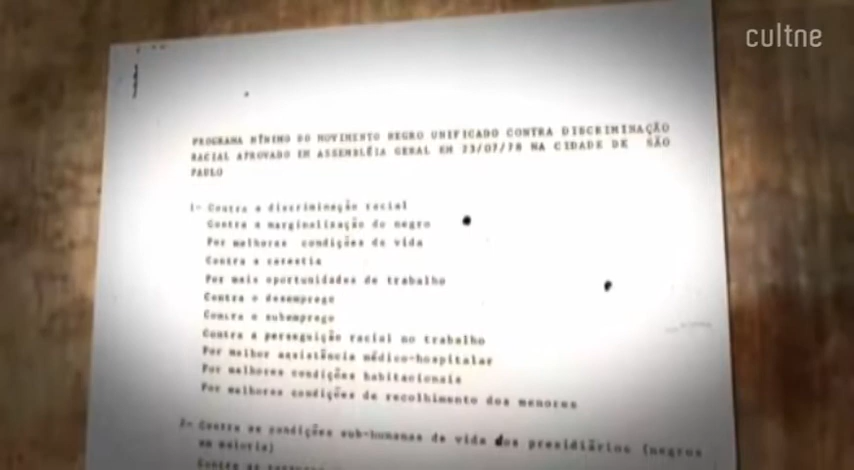 cultne
PROGRAMA MÍNIMO DO MOVIMENTO NEGRO UNIFICADO CONTRA DISCRIMINAÇÃO
RACIAL APROVADO EM ASSEMBLÉIA GERAL EM 23/07/78 NA CIDADE DE SÃO
PAULO
1- Contra a discriminação racial
Contra a marginalização do negro
Por melhores condições de vida
Contra a carestia
Por mais oportunidades de trabalho
Contra o desemprego
Contra o subemprego
Contra a perseguição racial no trabalho
Por melhor assistência médico-hospitalar
Por melhores condições habitacionais
Por melhores condições de recolhimento dos menores
2- Contra as condições sub-humanas de vida dos presidiários (negros
em maioria)
Contra as